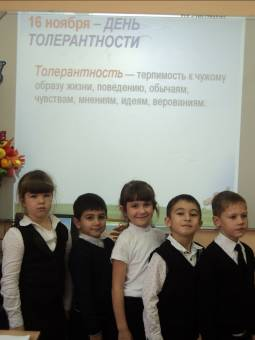 16 ноября – ДЕНЬ
ТОЛЕРАНТНОСТИ
Толерантность — терпимость к чужому
образу жизни, поведению, обычаям,
чувствам, мнениям, идеям, верованиям.